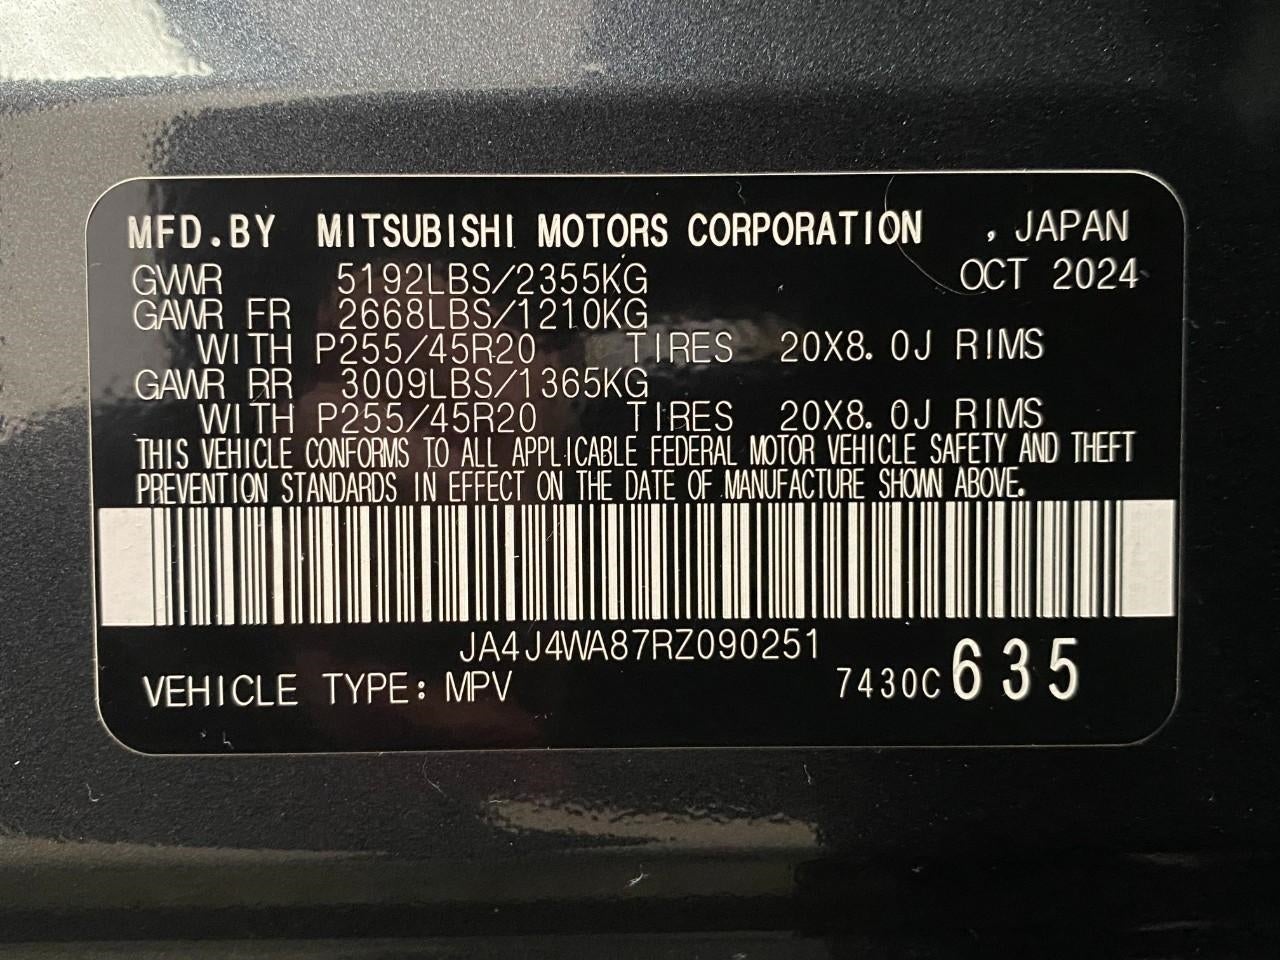 MFD.BY MITSUBISHI MOTORS CORPORATION , JAPAN
GVWR 5192LBS/2355KG OCT 2024
GAWR FR 2668LBS/1210KG
WITH P255/45R20 TIRES 20X8.0J RIMS
GAWR RR 3009LBS/1365KG
WITH P255/45R20 TIRES 20X8.0J RIMS
THIS VEHICLE CONFORMS TO ALL APPLICABLE FEDERAL MOTOR VEHICLE SAFETY AND THEFT
PREVENTION STANDARDS IN EFFECT ON THE DATE OF MANUFACTURE SHOWN ABOVE.
JA4J4WA87RZ090251
VEHICLE TYPE: MPV 7430C 635